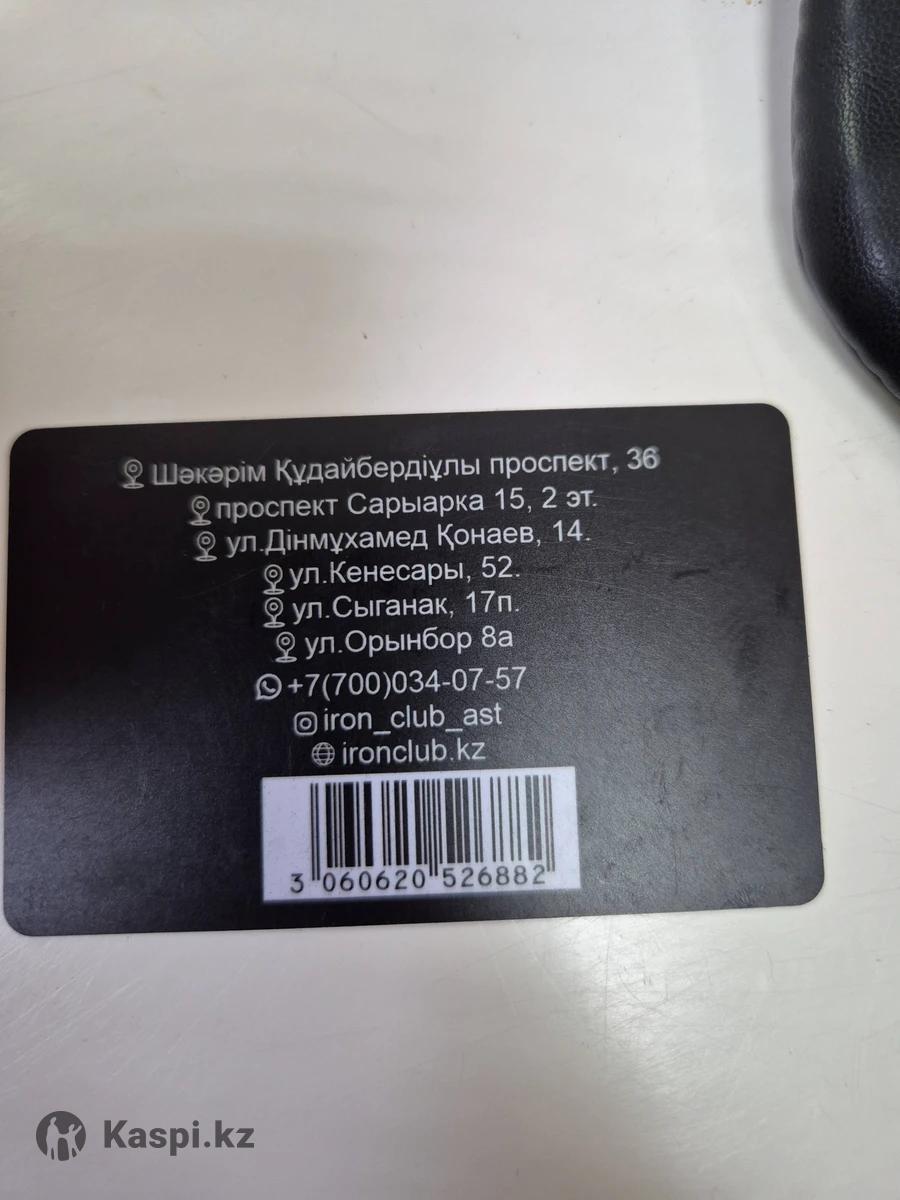 Шәкәрім Құдайбердіұлы проспект, 36
проспект Сарыарка 15, 2 эт.
ул.Дінмұхамед Қонаев, 14.
ул.Кенесары, 52.
ул.Сыганак, 17п.
ул.Орынбор 8а
+7(700)034-07-57
iron_club_ast
ironclub.kz
3 060620 526882
Kaspi.kz